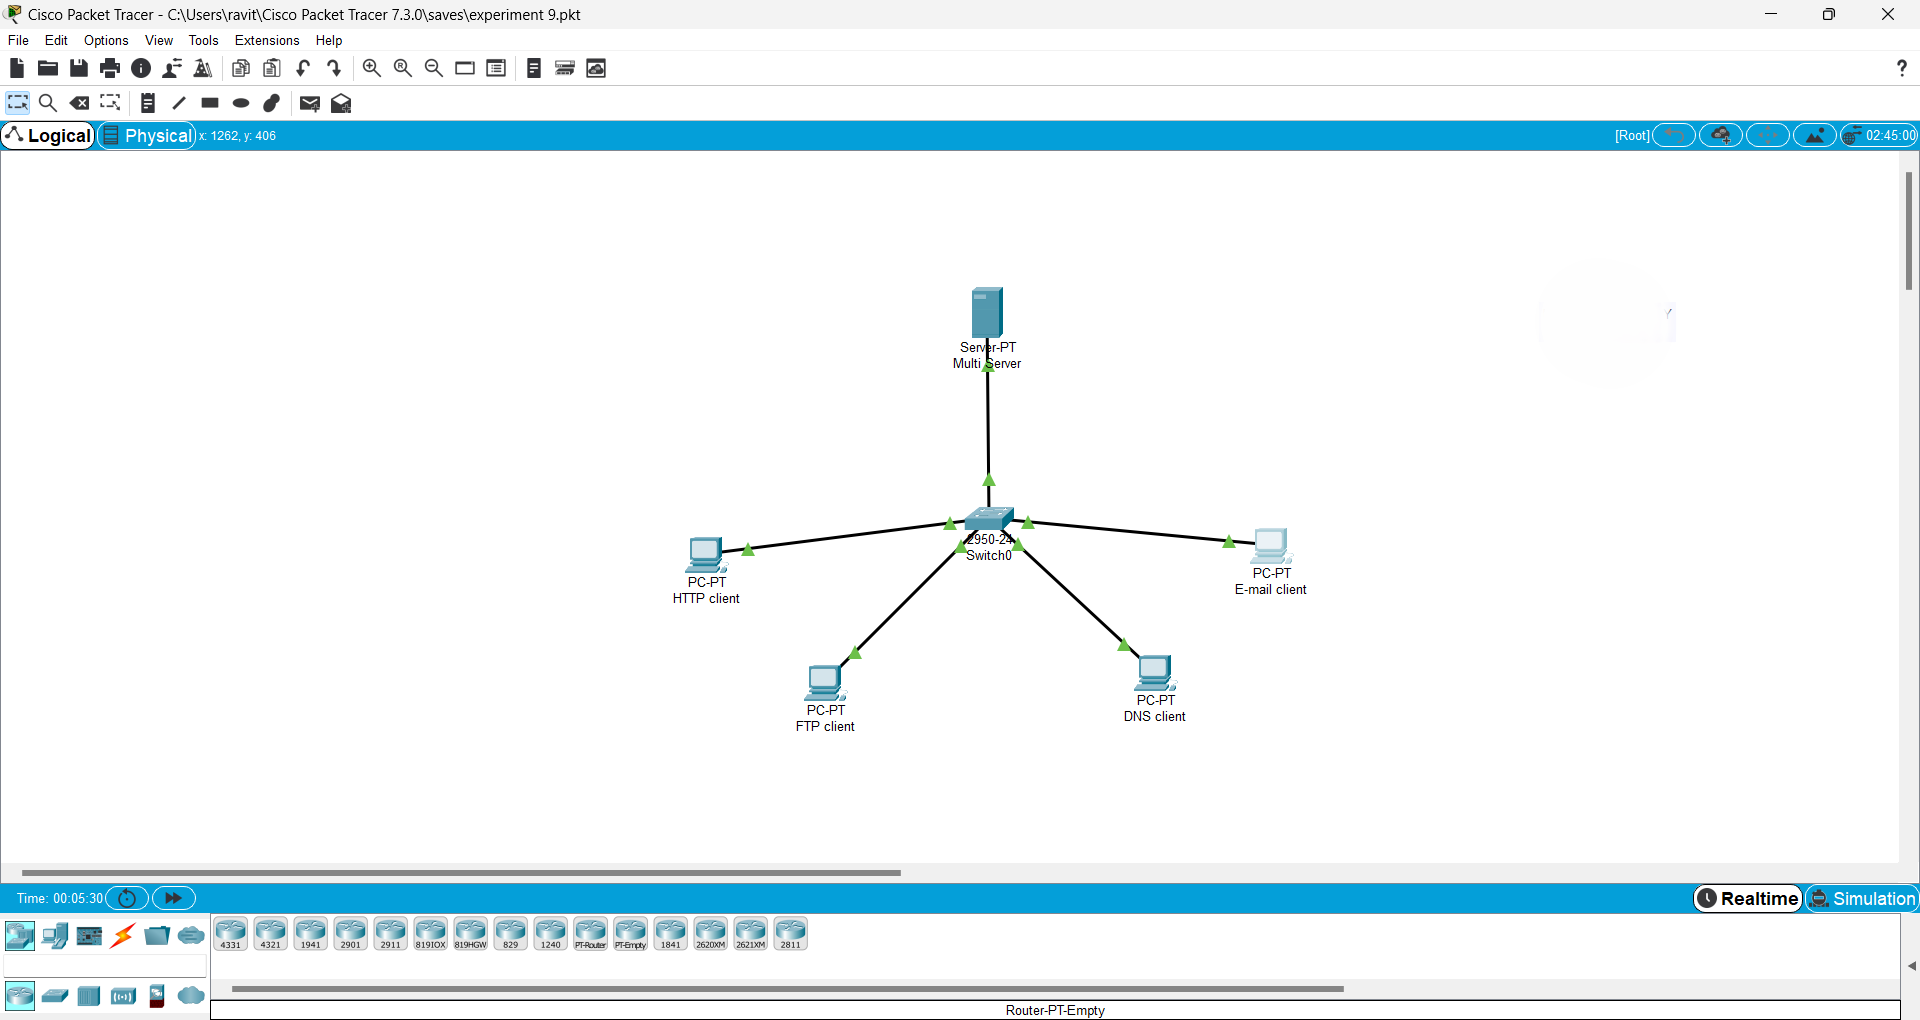 Cisco Packet Tracer - C:\Users\ravit\Cisco Packet Tracer 7.3.0\saves\experiment 9.pkt
File Edit Options View Tools Extensions Help
?
Logical Physical x: 1262, y: 406 [Root] 02:45:00
Server-PT
Multi Server
2950-24
Switch0
PC-PT
HTTP client
PC-PT
E-mail client
PC-PT
FTP client
PC-PT
DNS client
Time: 00:05:30 Realtime Simulation
4331 4321 1941 2901 2911 819IOX 819HGW 829 1240 PT-Router PT-Empty 1841 2620XM 2621XM 2811
Router-PT-Empty